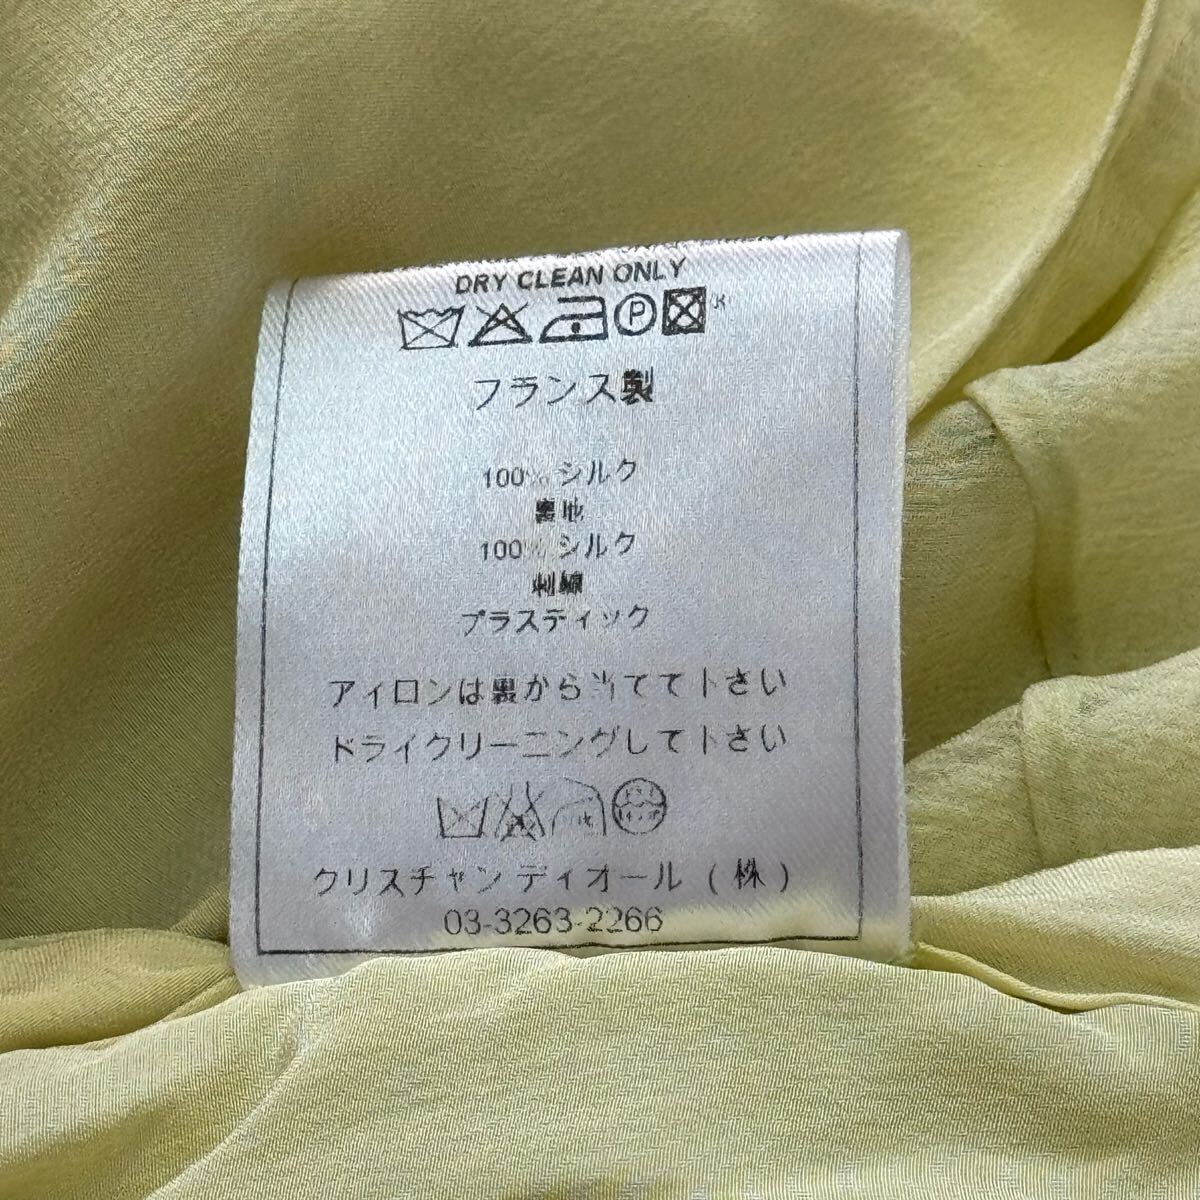 DRY CLEAN ONLY
P
フランス製
100% シルク
裏地
100% シルク
刺繍
プラスティック
アイロンは裏から当てて下さい
ドライクリーニングして下さい
クリスチャン ディオール (株)
03-3263-2266